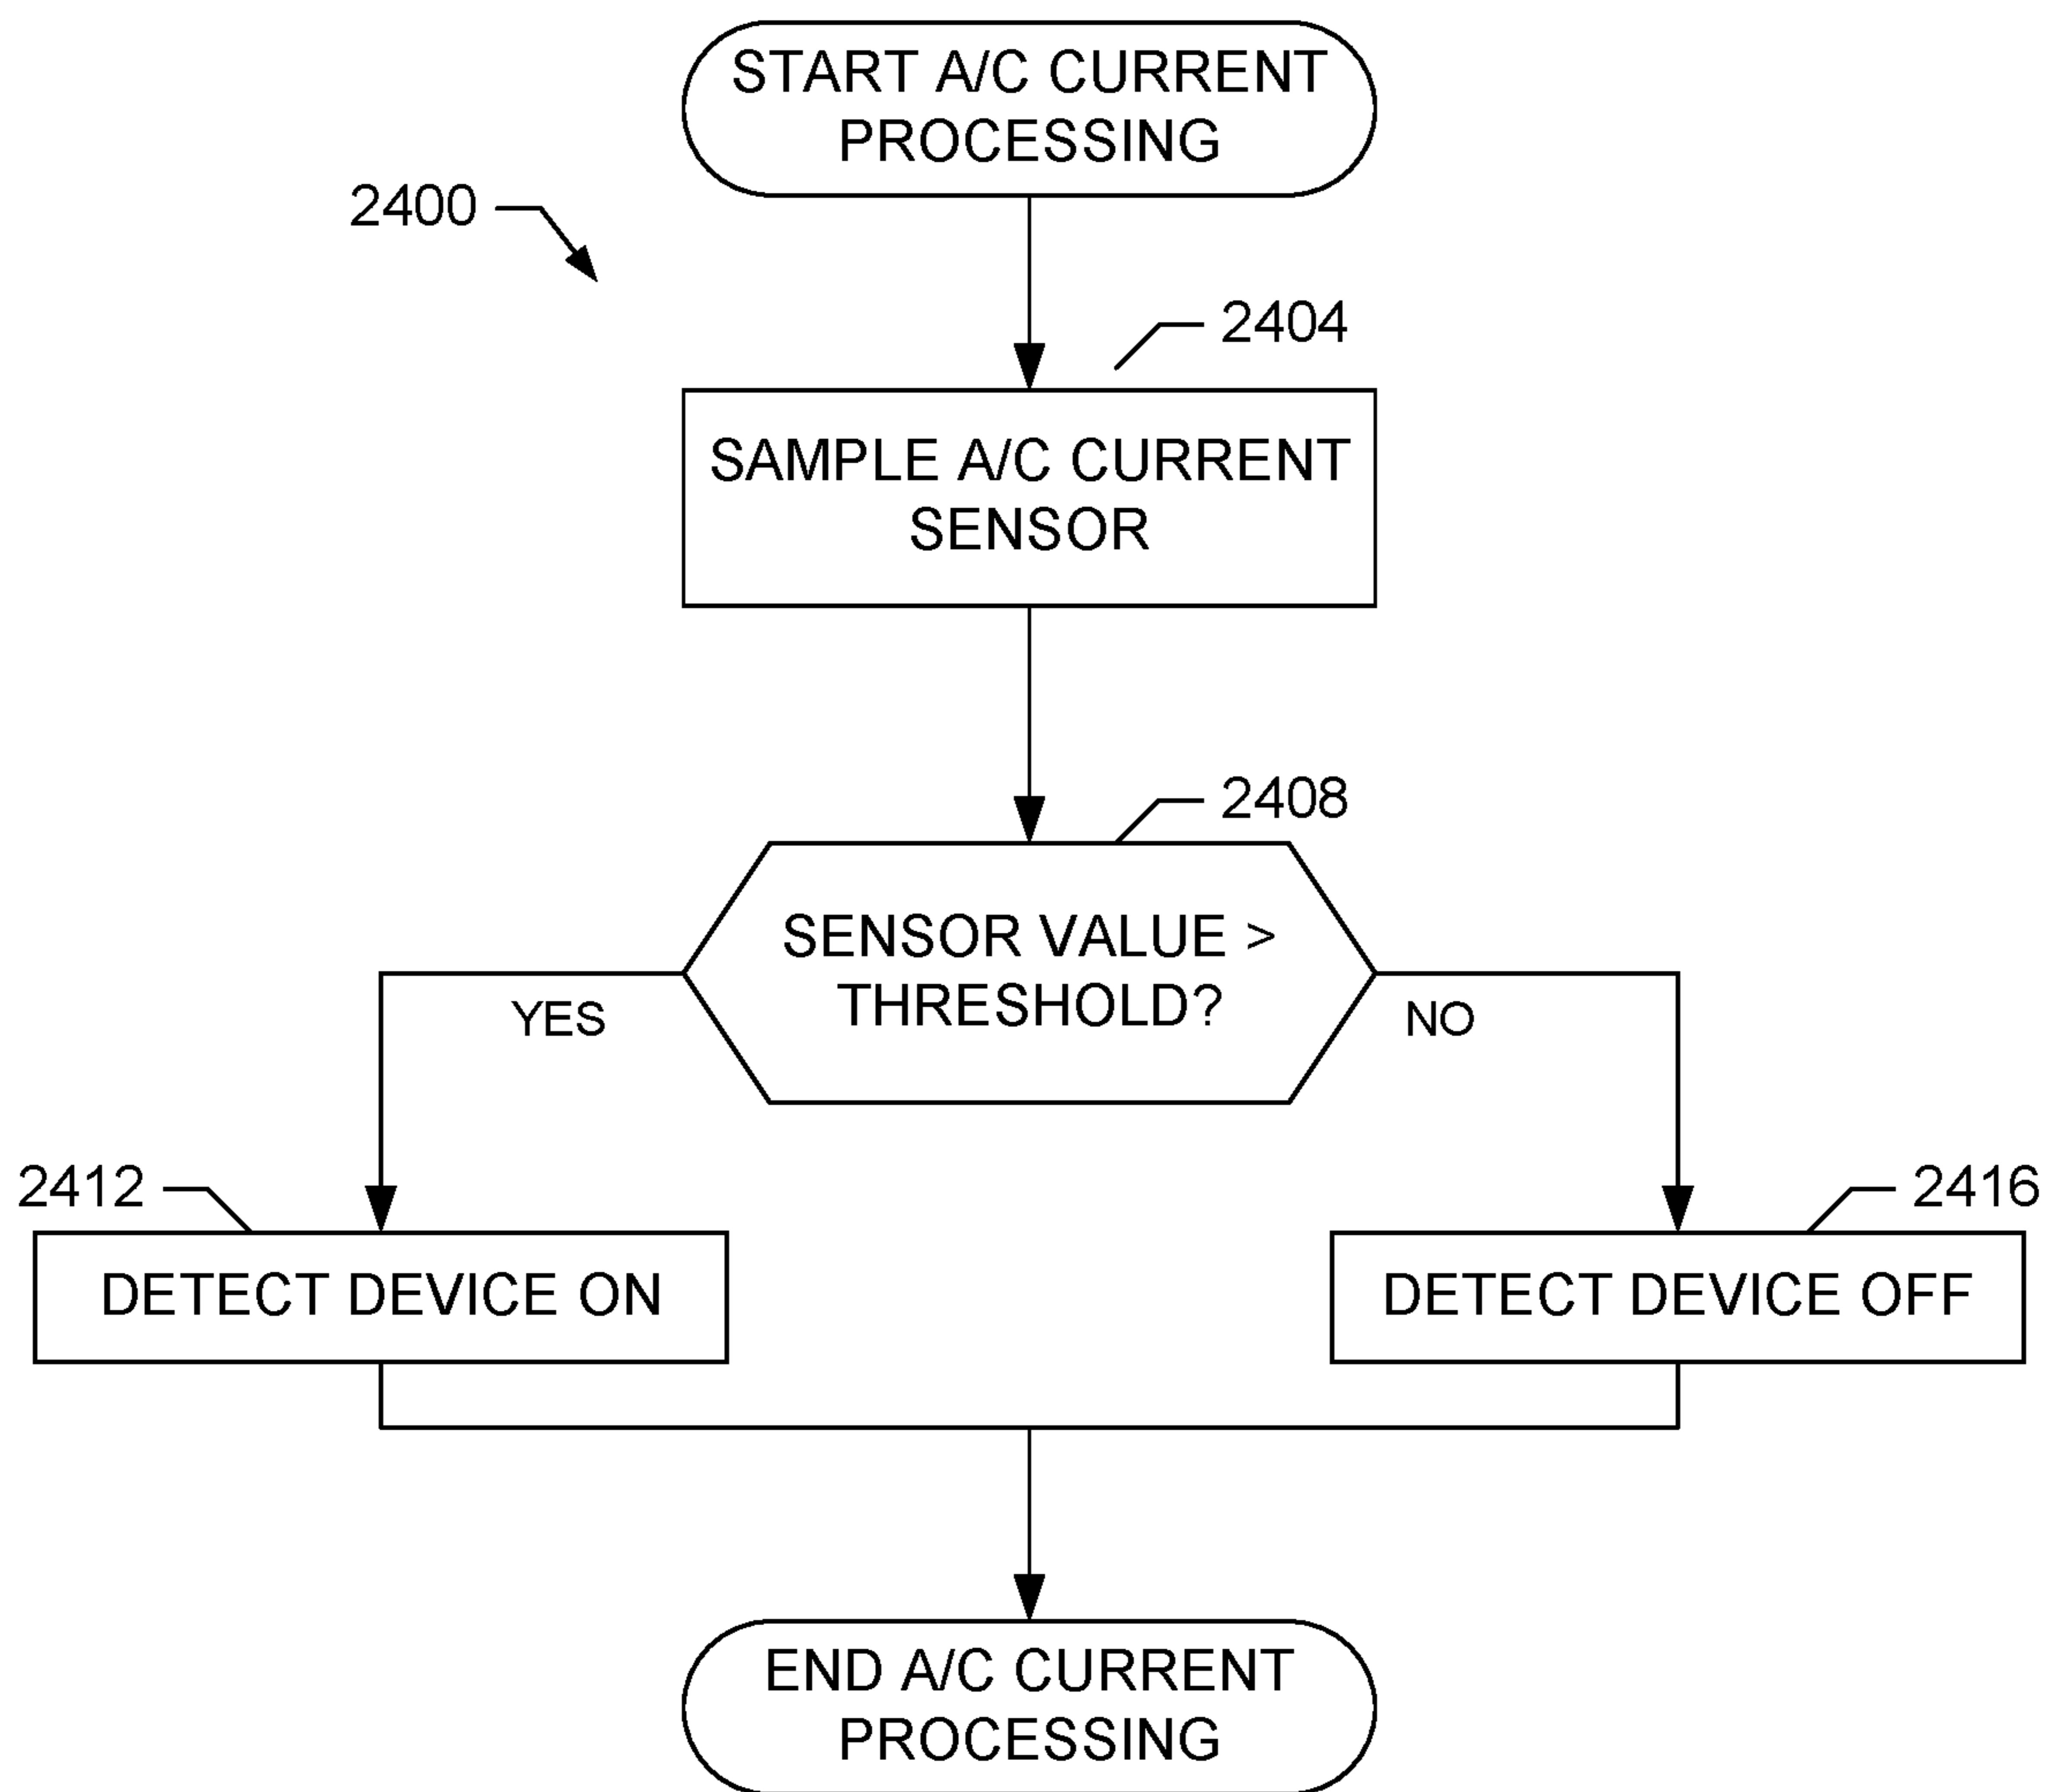 START A/C CURRENT
PROCESSING
2400
2404
SAMPLE A/C CURRENT
SENSOR
2408
SENSOR VALUE >
THRESHOLD?
YES
NO
2412
2416
DETECT DEVICE ON
DETECT DEVICE OFF
END A/C CURRENT
PROCESSING